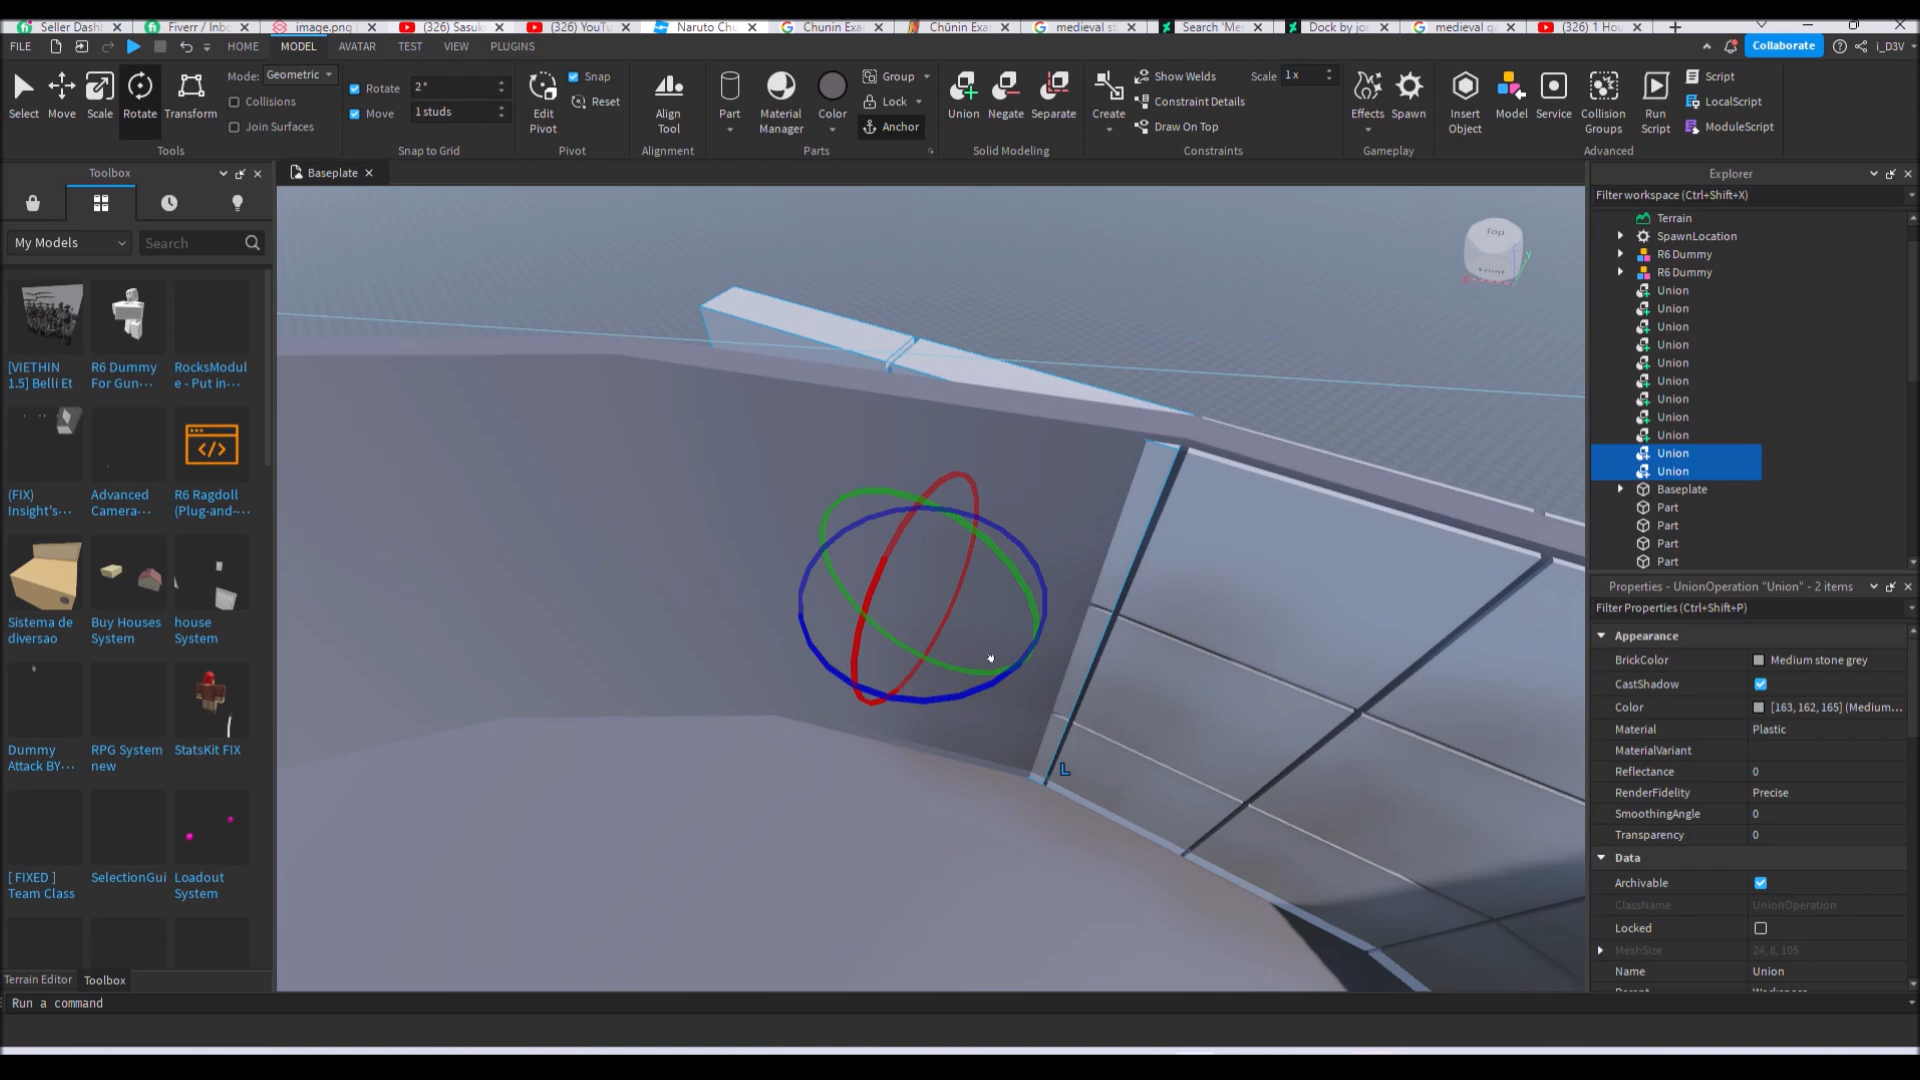 Seller Dash
Fiverr / Inbo
image.png
(326) Sasuk
(326) YouT
Naruto Chu
Chunin Exa
Chūnin Exa
medieval st
Search 'Me
Dock by jo
medieval g
(326) 1 Hou
FILE
HOME
MODEL
AVATAR
TEST
VIEW
PLUGINS
Collaborate
i_D3V
Select
Move
Scale
Rotate
Transform
Mode:
Geometric
Collisions
Join Surfaces
Tools
Rotate
2°
Move
1 studs
Snap to Grid
Edit
Pivot
Snap
Reset
Pivot
Align
Tool
Alignment
Part
Material
Manager
Color
Group
Lock
Anchor
Parts
Union
Negate
Separate
Solid Modeling
Create
Show Welds
Scale
1x
Constraint Details
Draw On Top
Constraints
Effects
Spawn
Gameplay
Insert
Object
Model
Service
Collision
Groups
Run
Script
Script
LocalScript
ModuleScript
Advanced
Toolbox
My Models
Search
[VIETHIN
1.5] Belli Et
R6 Dummy
For Gun...
RocksModul
e - Put in...
(FIX)
Insight's...
Advanced
Camera...
R6 Ragdoll
(Plug-and-...
Sistema de
diversao
Buy Houses
System
house
System
Dummy
Attack BY...
RPG System
new
StatsKit FIX
[ FIXED ]
Team Class
SelectionGui
Loadout
System
Terrain Editor
Toolbox
Run a command
Baseplate
Top
Front
L
Explorer
Filter workspace (Ctrl+Shift+X)
Terrain
SpawnLocation
R6 Dummy
R6 Dummy
Union
Union
Union
Union
Union
Union
Union
Union
Union
Union
Union
Baseplate
Part
Part
Part
Part
Properties - UnionOperation "Union" - 2 items
Filter Properties (Ctrl+Shift+P)
Appearance
BrickColor
Medium stone grey
CastShadow
Color
[163, 162, 165] (Medium...
Material
Plastic
MaterialVariant
Reflectance
0
RenderFidelity
Precise
SmoothingAngle
0
Transparency
0
Data
Archivable
ClassName
UnionOperation
Locked
MeshSize
24, 8, 105
Name
Union